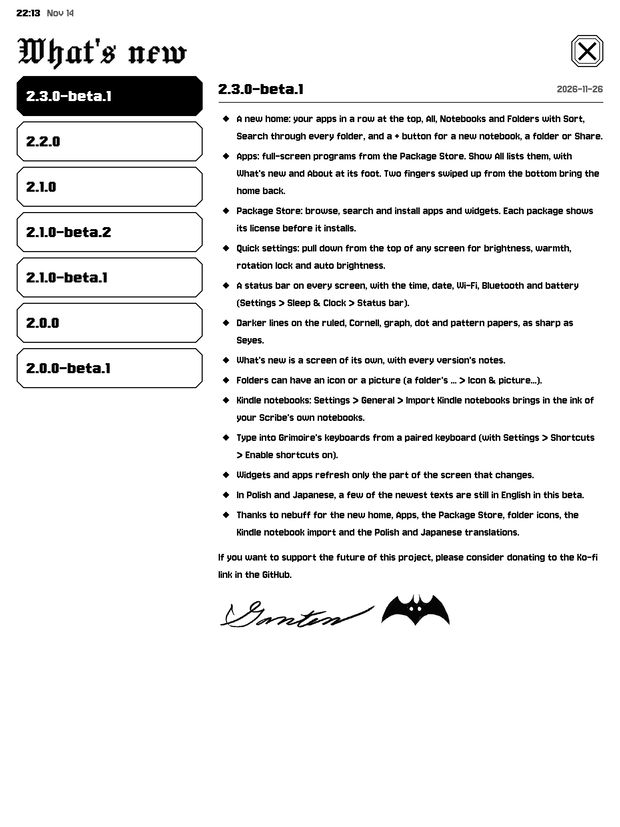 22:13 Nov 14
What's new
2.3.0-beta.1
2.2.0
2.1.0
2.1.0-beta.2
2.1.0-beta.1
2.0.0
2.0.0-beta.1
2.3.0-beta.1 2026-11-26
◆ A new home: your apps in a row at the top, All, Notebooks and Folders with Sort,
Search through every folder, and a + button for a new notebook, a folder or Share.
◆ Apps: full-screen programs from the Package Store. Show All lists them, with
What's new and About at its foot. Two fingers swiped up from the bottom bring the
home back.
◆ Package Store: browse, search and install apps and widgets. Each package shows
its license before it installs.
◆ Quick settings: pull down from the top of any screen for brightness, warmth,
rotation lock and auto brightness.
◆ A status bar on every screen, with the time, date, Wi-Fi, Bluetooth and battery
(Settings > Sleep & Clock > Status bar).
◆ Darker lines on the ruled, Cornell, graph, dot and pattern papers, as sharp as
Seyes.
◆ What's new is a screen of its own, with every version's notes.
◆ Folders can have an icon or a picture (a folder's ... > Icon & picture...).
◆ Kindle notebooks: Settings > General > Import Kindle notebooks brings in the ink of
your Scribe's own notebooks.
◆ Type into Grimoire's keyboards from a paired keyboard (with Settings > Shortcuts
> Enable shortcuts on).
◆ Widgets and apps refresh only the part of the screen that changes.
◆ In Polish and Japanese, a few of the newest texts are still in English in this beta.
◆ Thanks to nebuff for the new home, Apps, the Package Store, folder icons, the
Kindle notebook import and the Polish and Japanese translations.
If you want to support the future of this project, please consider donating to the Ko-fi
link in the GitHub.